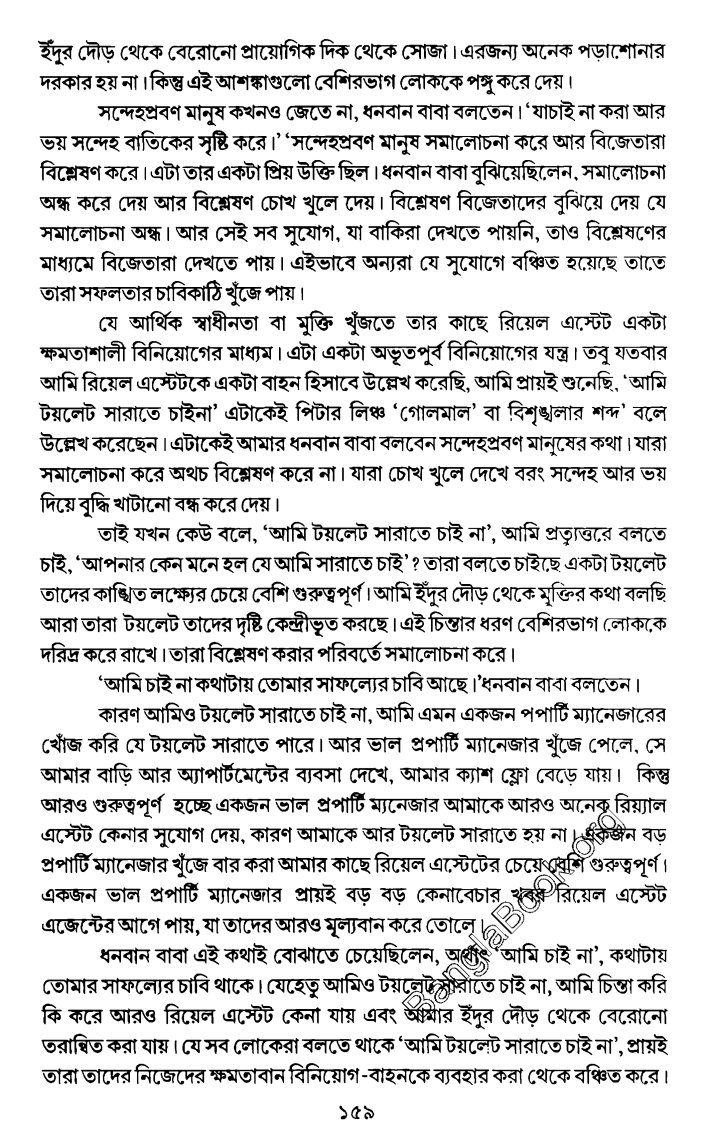 ইঁদুর দৌড় থেকে বেরোনো প্রায়োগিক দিক থেকে সোজা। এরজন্য অনেক পড়াশোনার
দরকার হয় না। কিন্তু এই আশঙ্কাগুলো বেশিরভাগ লোককে পঙ্গু করে দেয়।
সন্দেহপ্রবণ মানুষ কখনও জেতে না, ধনবান বাবা বলতেন। ‘যাচাই না করা আর
ভয় সন্দেহ বাতিকের সৃষ্টি করে।’ ‘সন্দেহপ্রবণ মানুষ সমালোচনা করে আর বিজেতারা
বিশ্লেষণ করে। এটা তার একটা প্রিয় উক্তি ছিল। ধনবান বাবা বুঝিয়েছিলেন, সমালোচনা
অন্ধ করে দেয় আর বিশ্লেষণ চোখ খুলে দেয়। বিশ্লেষণ বিজেতাদের বুঝিয়ে দেয় যে
সমালোচনা অন্ধ। আর সেই সব সুযোগ, যা বাকিরা দেখতে পায়নি, তাও বিশ্লেষণের
মাধ্যমে বিজেতারা দেখতে পায়। এইভাবে অন্যরা যে সুযোগে বঞ্চিত হয়েছে তাতে
তারা সফলতার চাবিকাঠি খুঁজে পায়।
যে আর্থিক স্বাধীনতা বা মুক্তি খুঁজতে তার কাছে রিয়েল এস্টেট একটা
ক্ষমতাশালী বিনিয়োগের মাধ্যম। এটা একটা অভূতপূর্ব বিনিয়োগের যন্ত্র। তবু যতবার
আমি রিয়েল এস্টেটকে একটা বাহন হিসাবে উল্লেখ করেছি, আমি প্রায়ই শুনেছি, ‘আমি
টয়লেট সারাতে চাইনা’ এটাকেই পিটার লিঞ্চ ‘গোলমাল’ বা বিশৃঙ্খলার শব্দ’ বলে
উল্লেখ করেছেন। এটাকেই আমার ধনবান বাবা বলবেন সন্দেহপ্রবণ মানুষের কথা। যারা
সমালোচনা করে অথচ বিশ্লেষণ করে না। যারা চোখ খুলে দেখে বরং সন্দেহ আর ভয়
দিয়ে বুদ্ধি খাটানো বন্ধ করে দেয়।
তাই যখন কেউ বলে, ‘আমি টয়লেট সারাতে চাই না’, আমি প্রত্যুত্তরে বলতে
চাই, ‘আপনার কেন মনে হল যে আমি সারাতে চাই’? তারা বলতে চাইছে একটা টয়লেট
তাদের কাঙ্খিত লক্ষ্যের চেয়ে বেশি গুরুত্বপূর্ণ। আমি ইঁদুর দৌড় থেকে মুক্তির কথা বলছি
আরা তারা টয়লেট তাদের দৃষ্টি কেন্দ্রীভূত করছে। এই চিন্তার ধরণ বেশিরভাগ লোককে
দরিদ্র করে রাখে। তারা বিশ্লেষণ করার পরিবর্তে সমালোচনা করে।
‘আমি চাই না কথাটায় তোমার সাফল্যের চাবি আছে।’ধনবান বাবা বলতেন।
কারণ আমিও টয়লেট সারাতে চাই না, আমি এমন একজন পপার্টি ম্যানেজারের
খোঁজ করি যে টয়লেট সারাতে পারে। আর ভাল প্রপার্টি ম্যানেজার খুঁজে পেলে, সে
আমার বাড়ি আর অ্যাপার্টমেন্টের ব্যবসা দেখে, আমার ক্যাশ ফ্লো বেড়ে যায়। কিন্তু
আরও গুরুত্বপূর্ণ হচ্ছে একজন ভাল প্রপার্টি ম্যানেজার আমাকে আরও অনেক রিয়্যাল
এস্টেট কেনার সুযোগ দেয়, কারণ আমাকে আর টয়লেট সারাতে হয় না। একজন বড়
প্রপার্টি ম্যানেজার খুঁজে বার করা আমার কাছে রিয়েল এস্টেটের চেয়ে বেশি গুরুত্বপূর্ণ।
একজন ভাল প্রপার্টি ম্যানেজার প্রায়ই বড় বড় কেনাবেচার খবর রিয়েল এস্টেট
এজেন্টের আগে পায়, যা তাদের আরও মূল্যবান করে তোলে।
ধনবান বাবা এই কথাই বোঝাতে চেয়েছিলেন, অর্থাৎ ‘আমি চাই না’, কথাটায়
তোমার সাফল্যের চাবি থাকে। যেহেতু আমিও টয়লেট সারাতে চাই না, আমি চিন্তা করি
কি করে আরও রিয়েল এস্টেট কেনা যায় এবং আমার ইঁদুর দৌড় থেকে বেরোনো
তরান্বিত করা যায়। যে সব লোকেরা বলতে থাকে ‘আমি টয়লেট সারাতে চাই না’, প্রায়ই
তারা তাদের নিজেদের ক্ষমতাবান বিনিয়োগ-বাহনকে ব্যবহার করা থেকে বঞ্চিত করে।
১৫৯
BanglaBook.org